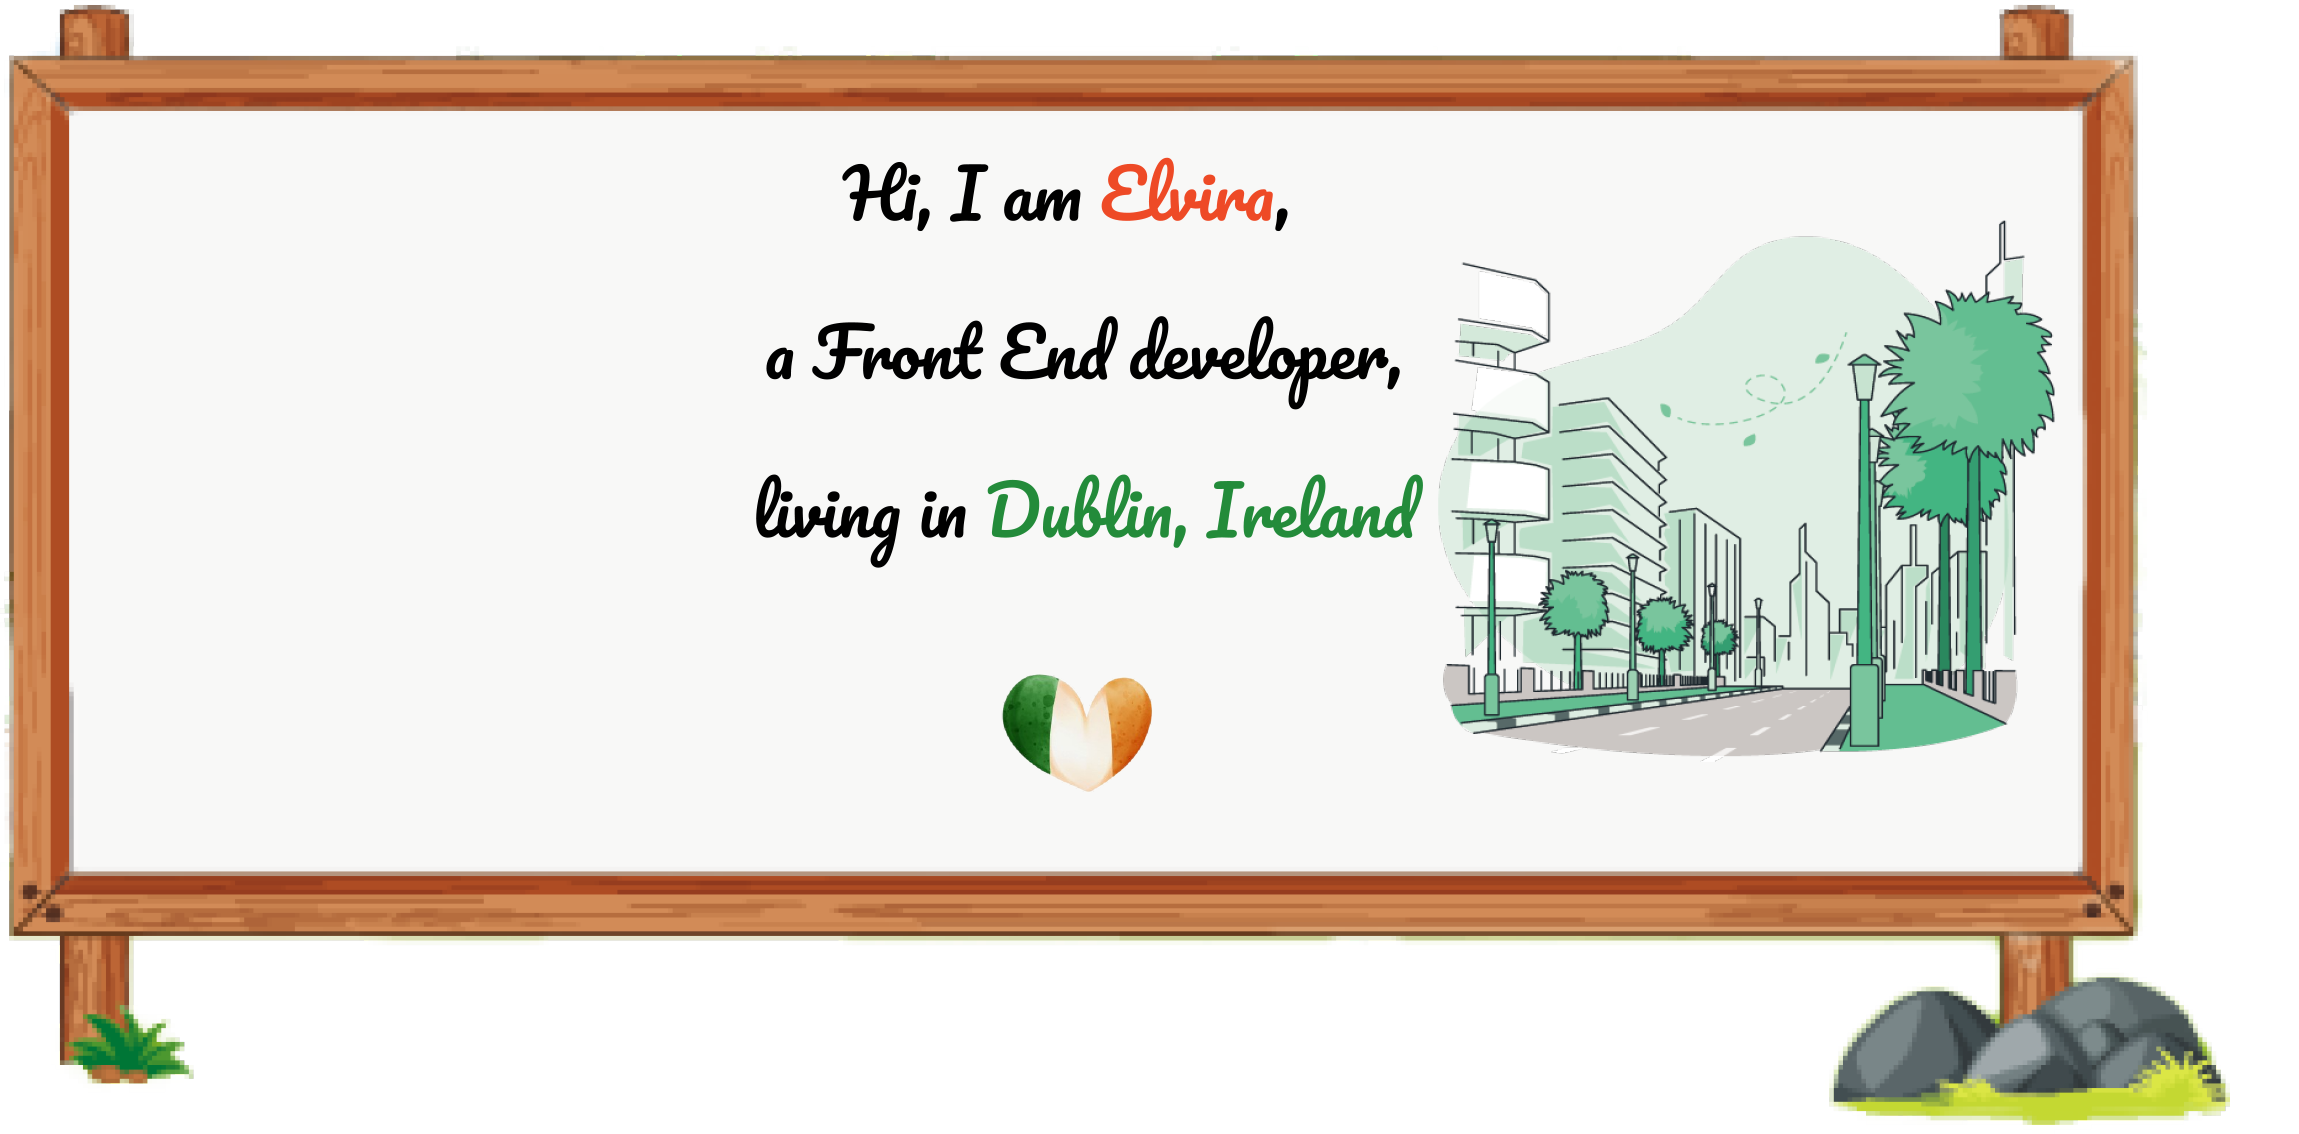 Hi, I am Elvira,
a Front End developer,
living in Dublin, Ireland